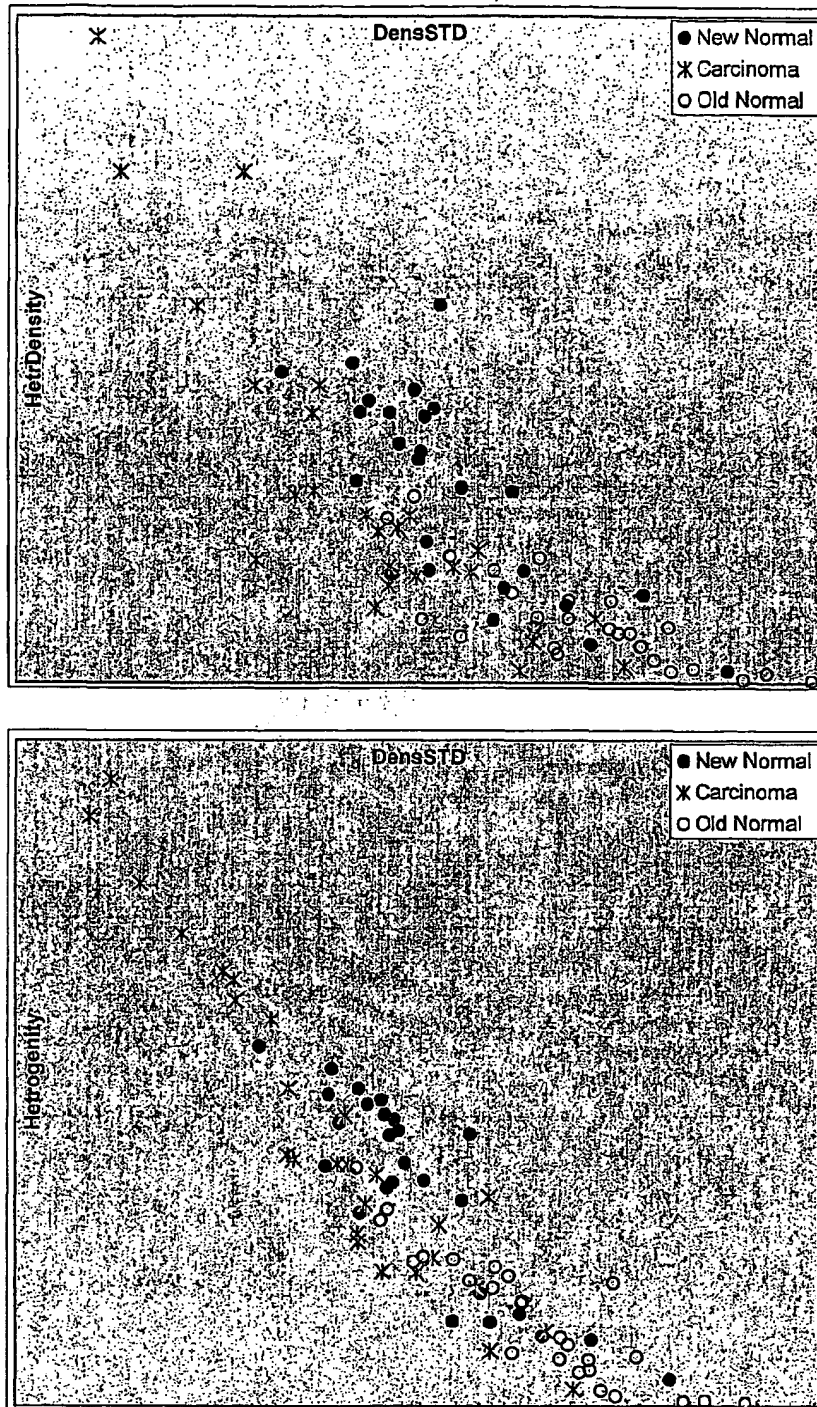 DensSTD
New Normal
Carcinoma
Old Normal
HetrDensity
DensSTD
New Normal
Carcinoma
Old Normal
Hetrogenity